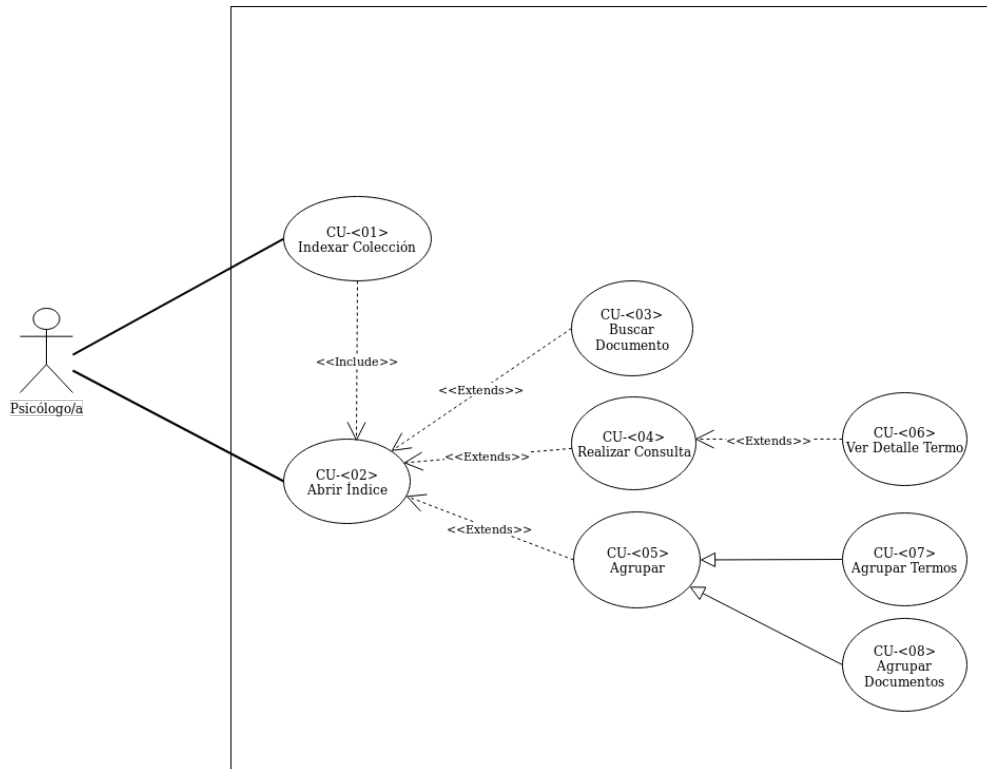 CU-<01>
Indexar Colección
CU-<03>
Buscar
Documento
<<Include>>
<<Extends>>
Psicólogo/a
CU-<04>
Realizar Consulta
<<Extends>>
CU-<06>
Ver Detalle Termo
CU-<02>
Abrir Índice
<<Extends>>
<<Extends>>
CU-<05>
Agrupar
CU-<07>
Agrupar Termos
CU-<08>
Agrupar
Documentos